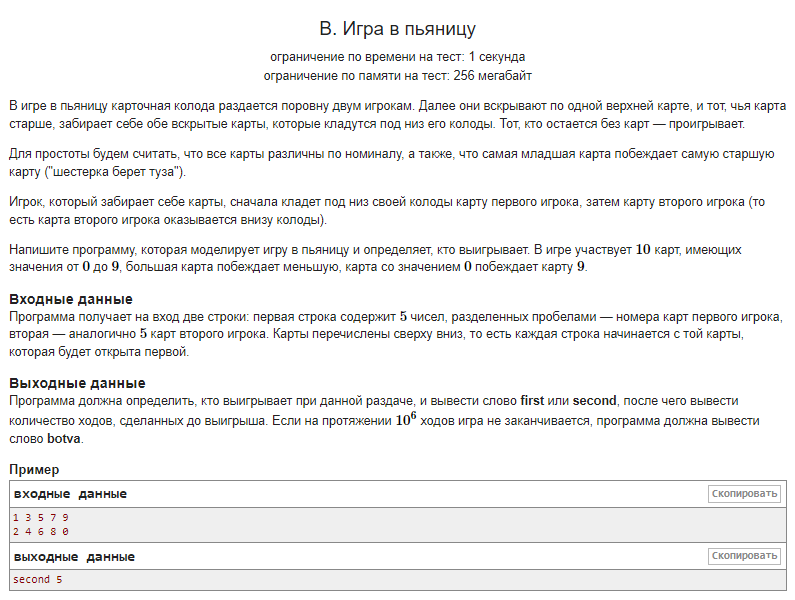 В. Игра в пьяницу
ограничение по времени на тест: 1 секунда
ограничение по памяти на тест: 256 мегабайт
В игре в пьяницу карточная колода раздается поровну двум игрокам. Далее они вскрывают по одной верхней карте, и тот, чья карта
старше, забирает себе обе вскрытые карты, которые кладутся под низ его колоды. Тот, кто остается без карт — проигрывает.
Для простоты будем считать, что все карты различны по номиналу, а также, что самая младшая карта побеждает самую старшую
карту ("шестерка берет туза").
Игрок, который забирает себе карты, сначала кладет под низ своей колоды карту первого игрока, затем карту второго игрока (то
есть карта второго игрока оказывается внизу колоды).
Напишите программу, которая моделирует игру в пьяницу и определяет, кто выигрывает. В игре участвует 10 карт, имеющих
значения от 0 до 9, большая карта побеждает меньшую, карта со значением 0 побеждает карту 9.
Входные данные
Программа получает на вход две строки: первая строка содержит 5 чисел, разделенных пробелами — номера карт первого игрока,
вторая — аналогично 5 карт второго игрока. Карты перечислены сверху вниз, то есть каждая строка начинается с той карты,
которая будет открыта первой.
Выходные данные
Программа должна определить, кто выигрывает при данной раздаче, и вывести слово first или second, после чего вывести
количество ходов, сделанных до выигрыша. Если на протяжении 10⁶ ходов игра не заканчивается, программа должна вывести
слово botva.
Пример
входные данные Скопировать
1 3 5 7 9
2 4 6 8 0
выходные данные Скопировать
second 5